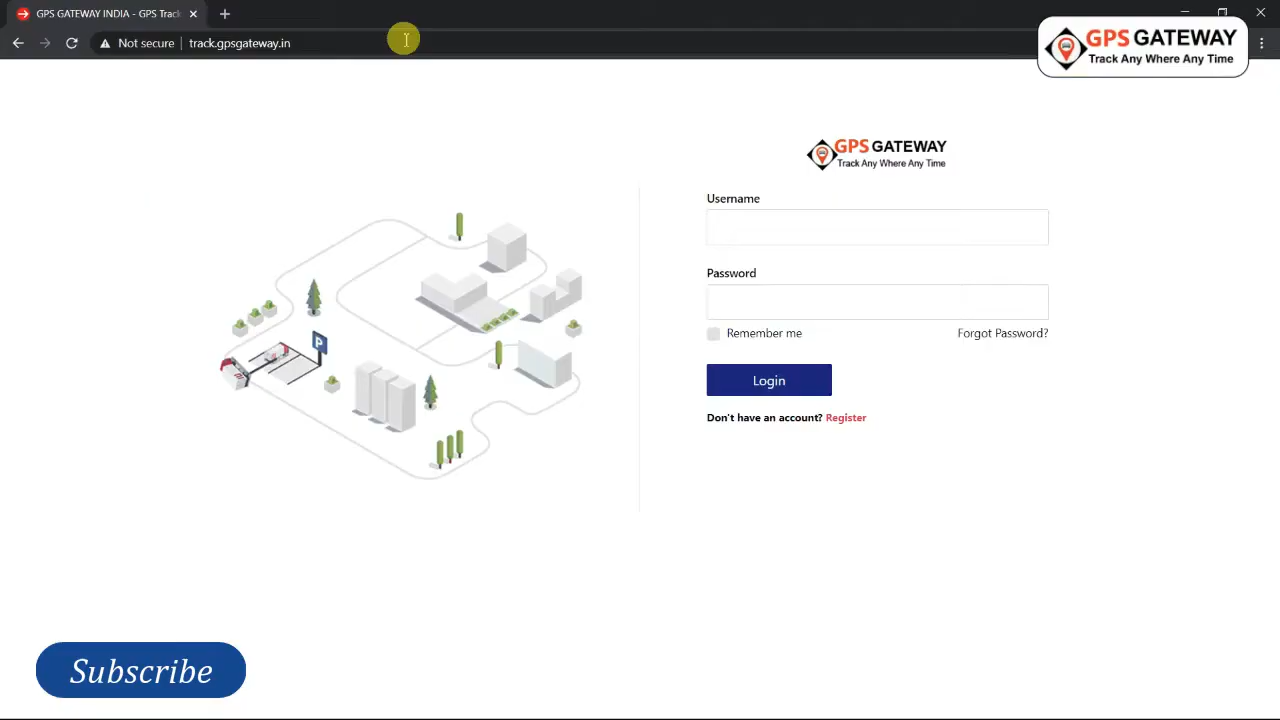 GPS GATEWAY INDIA - GPS Track
Not secure track.gpsgateway.in
GPS GATEWAY
Track Any Where Any Time
GPS GATEWAY
Track Any Where Any Time
Username
Password
Remember me
Forgot Password?
Login
Don't have an account? Register
P
Subscribe